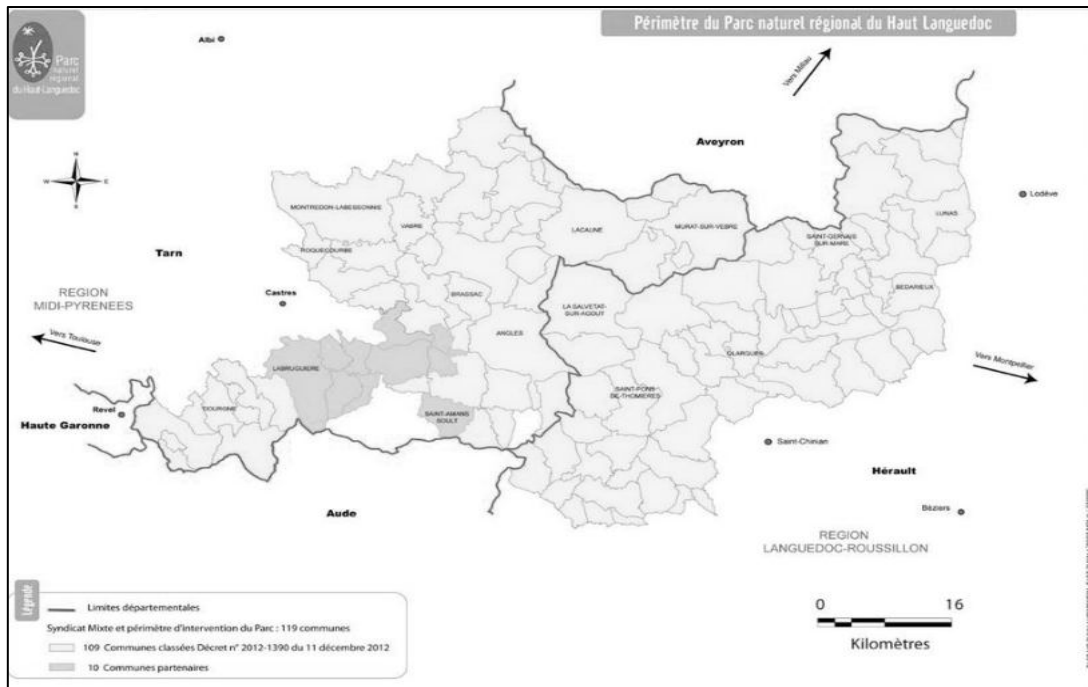 Périmètre du Parc naturel régional du Haut Languedoc
Parc
naturel
régional
du Haut-Languedoc
Albi
Vers Millau
Aveyron
N
W E
S
Lodève
MONTREDON-LABESSONNIE
VABRE
LACAUNE
MURAT-SUR-VEBRE
SAINT-GERVAIS
SUR-MARE
LUNAS
ROQUECOURBE
Tarn
REGION
MIDI-PYRENEES
Castres
BRASSAC
LA SALVETAT-
SUR-AGOUT
BEDARIEUX
Vers Toulouse
ANGLES
OLARGUES
Vers Montpellier
LABRUGUIERE
SAINT-PONS
DE-THOMIERES
Revel
DOURGNE
SAINT-AMANS
SOULT
Haute Garonne
Saint-Chinian
Hérault
Aude
Béziers
REGION
LANGUEDOC-ROUSSILLON
Légende
Limites départementales
Syndicat Mixte et périmètre d'intervention du Parc : 119 communes
109 Communes classées Décret n° 2012-1390 du 11 décembre 2012
10 Communes partenaires
0 16
Kilomètres